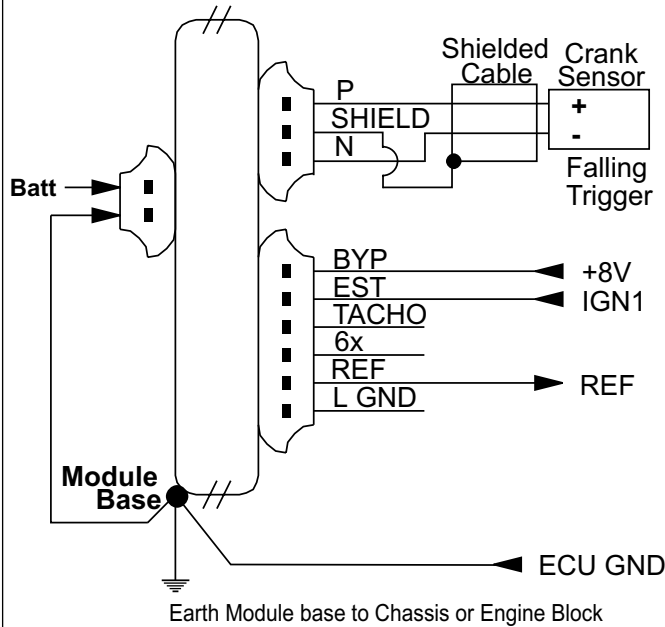 Shielded
Cable
Crank
Sensor
P
+
SHIELD
-
N
Falling
Trigger
Batt
BYP
+8V
EST
IGN1
TACHO
6x
REF
REF
L GND
Module
Base
ECU GND
Earth Module base to Chassis or Engine Block